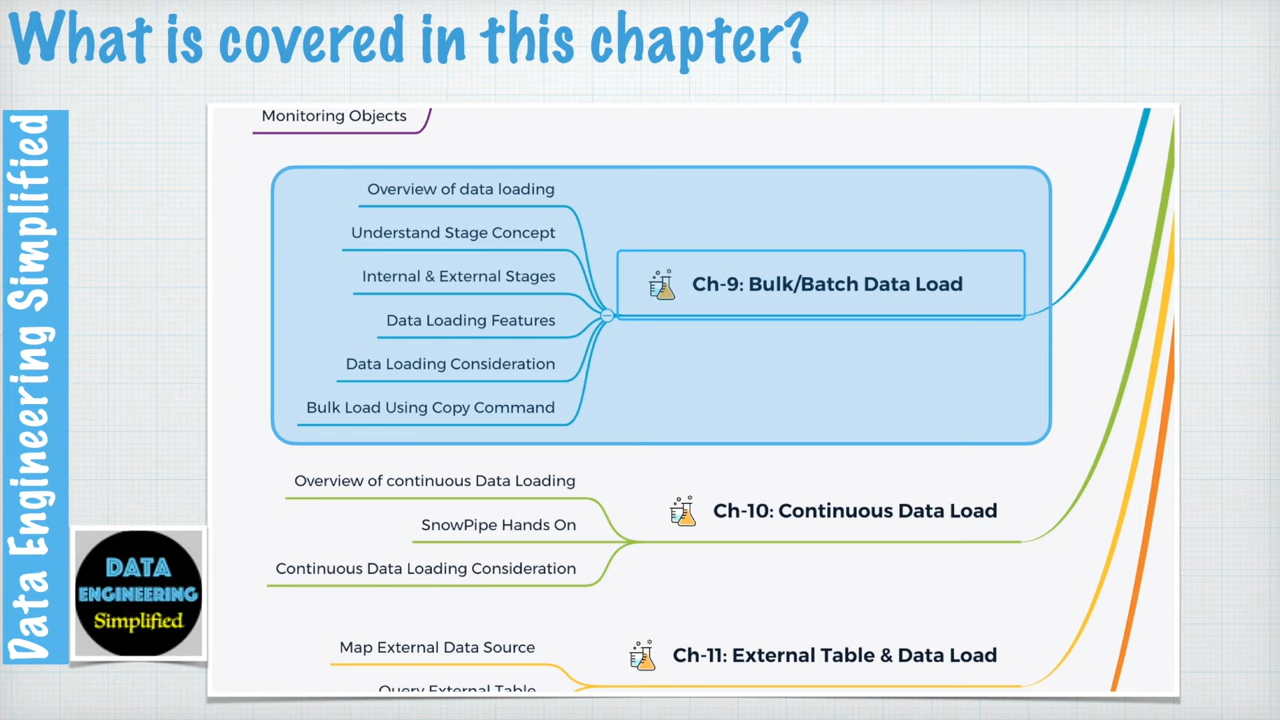 What is covered in this chapter?
Data Engineering Simplified
Monitoring Objects
Overview of data loading
Understand Stage Concept
Internal & External Stages
Data Loading Features
Data Loading Consideration
Bulk Load Using Copy Command
Ch-9: Bulk/Batch Data Load
Overview of continuous Data Loading
SnowPipe Hands On
Continuous Data Loading Consideration
Ch-10: Continuous Data Load
Map External Data Source
Query External Table
Ch-11: External Table & Data Load
DATA
ENGINEERING
Simplified